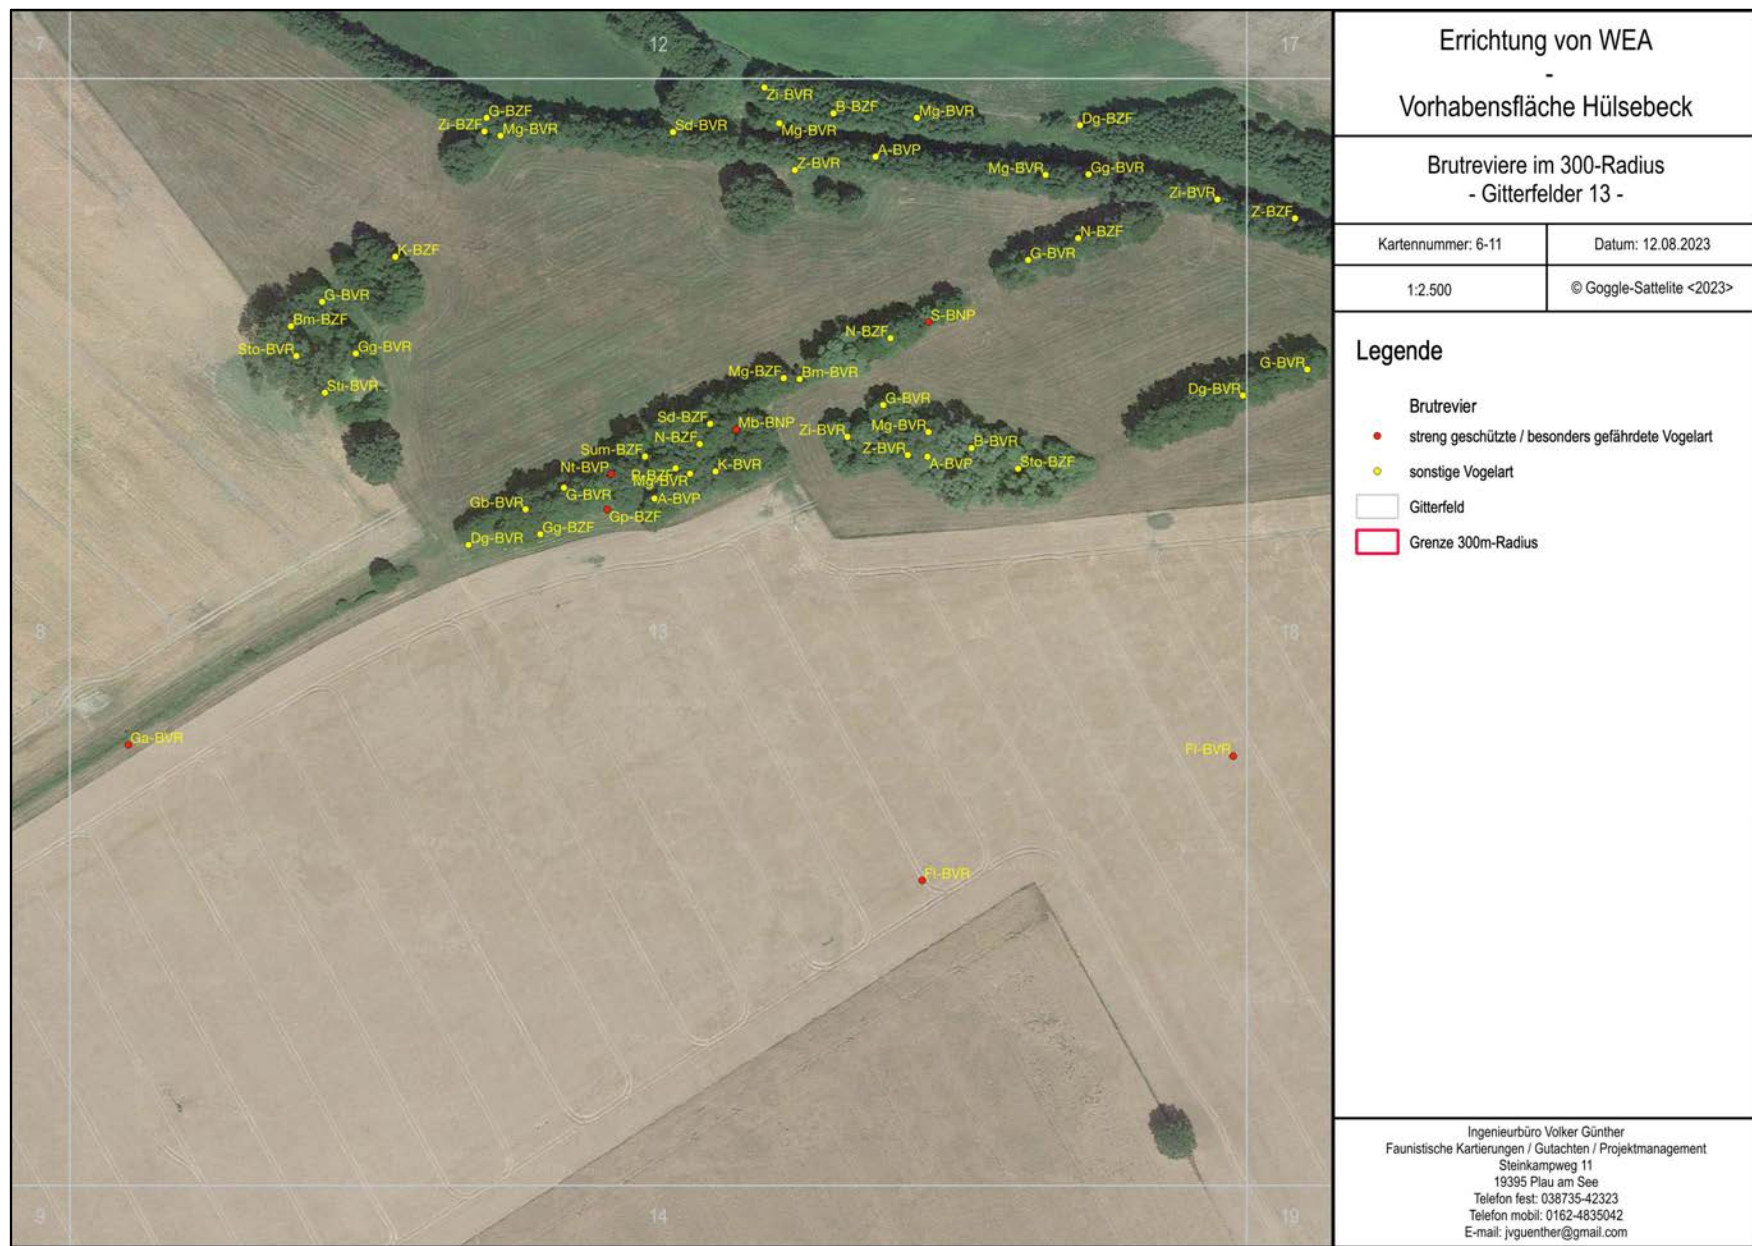 7
12
17
Zi-BVR
G-BZF
B-BZF
Mg-BVR
Zi-BZF
Mg-BVR
Sd-BVR
Mg-BVR
Dg-BZF
A-BVP
Z-BVR
Mg-BVR
Gg-BVR
Zi-BVR
Z-BZF
K-BZF
N-BZF
G-BVR
G-BVR
Bm-BZF
S-BNP
N-BZF
Sto-BVR
Gg-BVR
G-BVR
Mg-BZF
Bm-BVR
Sti-BVR
Dg-BVR
G-BVR
Sd-BZF
Mb-BNP
Zi-BVR
Mg-BVR
N-BZF
Z-BVR
B-BVR
Sum-BZF
A-BVP
Sto-BZF
Nt-BVP
K-BVR
Mg-BVR
G-BVR
A-BVP
Gb-BVR
Gp-BZF
Gg-BZF
Dg-BVR
8
13
18
Ga-BVR
Fl-BVR
Fl-BVR
9
14
19
Errichtung von WEA
-
Vorhabensfläche Hülsebeck
Brutreviere im 300-Radius
- Gitterfelder 13 -
Kartennummer: 6-11
Datum: 12.08.2023
1:2.500
© Goggle-Sattelite <2023>
Legende
Brutrevier
streng geschützte / besonders gefährdete Vogelart
sonstige Vogelart
Gitterfeld
Grenze 300m-Radius
Ingenieurbüro Volker Günther
Faunistische Kartierungen / Gutachten / Projektmanagement
Steinkampweg 11
19395 Plau am See
Telefon fest: 038735-42323
Telefon mobil: 0162-4835042
E-mail: jvguenther@gmail.com